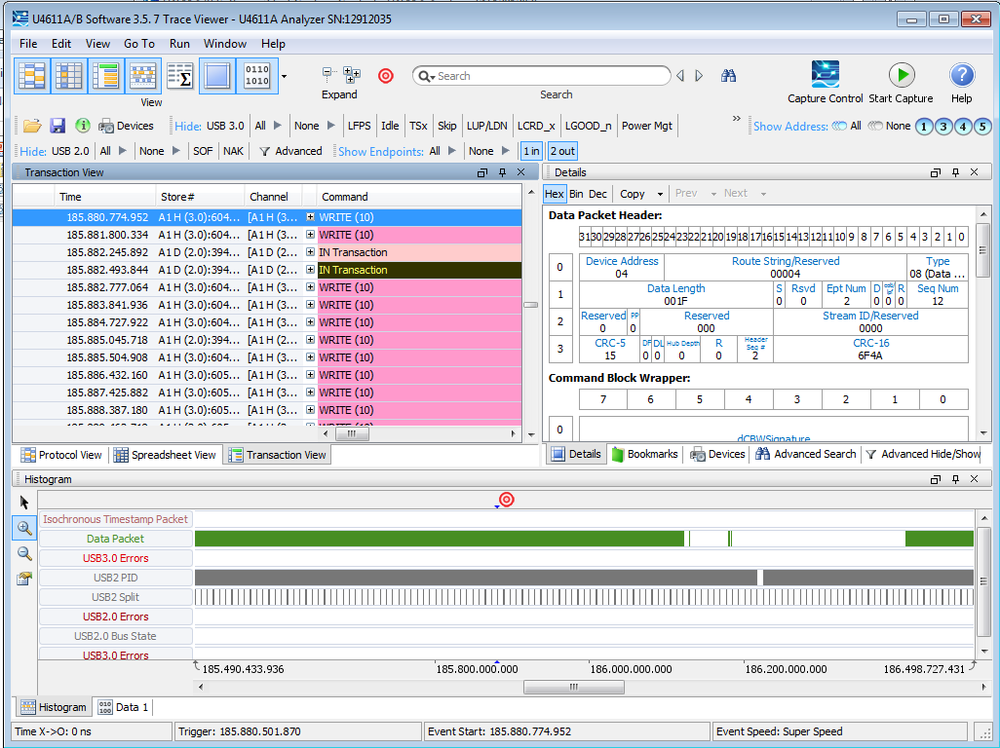 U4611A/B Software 3.5. 7 Trace Viewer - U4611A Analyzer SN:12912035
File Edit View Go To Run Window Help
0110
1010
Search
View
Expand
Search
Capture Control Start Capture Help
Devices Hide: USB 3.0 All None LFPS Idle TSx Skip LUP/LDN LCRD_x LGOOD_n Power Mgt » Show Address: All None 1 3 4 5
Hide: USB 2.0 All None SOF NAK Advanced Show Endpoints: All None 1 in 2 out
Transaction View
Time Store# Channel Command
185.880.774.952 A1 H (3.0):604... [A1 H (3... WRITE (10)
185.881.800.334 A1 H (3.0):604... [A1 H (3... WRITE (10)
185.882.245.892 A1 D (2.0):394... [A1 D (2... IN Transaction
185.882.493.844 A1 D (2.0):394... [A1 D (2... IN Transaction
185.882.777.064 A1 H (3.0):604... [A1 H (3... WRITE (10)
185.883.841.936 A1 H (3.0):604... [A1 H (3... WRITE (10)
185.884.727.922 A1 H (3.0):604... [A1 H (3... WRITE (10)
185.885.045.718 A1 H (2.0):394... [A1 H (2... WRITE (10)
185.885.504.908 A1 H (3.0):604... [A1 H (3... WRITE (10)
185.886.432.160 A1 H (3.0):605... [A1 H (3... WRITE (10)
185.887.425.882 A1 H (3.0):605... [A1 H (3... WRITE (10)
185.888.387.180 A1 H (3.0):605... [A1 H (3... WRITE (10)
Protocol View Spreadsheet View Transaction View
Details
Hex Bin Dec Copy Prev Next
Data Packet Header:
31 30 29 28 27 26 25 24 23 22 21 20 19 18 17 16 15 14 13 12 11 10 9 8 7 6 5 4 3 2 1 0
0 Device Address Route String/Reserved Type
04 00004 08 (Data ...
1 Data Length S Rsvd Ept Num D R Seq Num
001F 0 0 2 0 0 0 12
2 Reserved PP Reserved Stream ID/Reserved
0 0 000 0000
3 CRC-5 DF DL Hub Depth R Header Seq # CRC-16
15 0 0 0 0 2 6F4A
Command Block Wrapper:
7 6 5 4 3 2 1 0
0
dCBWSignature
Details Bookmarks Devices Advanced Search Advanced Hide/Show
Histogram
Isochronous Timestamp Packet
Data Packet
USB3.0 Errors
USB2 PID
USB2 Split
USB2.0 Errors
USB2.0 Bus State
USB3.0 Errors
185.490.433.936 185.800.000.000 186.000.000.000 186.200.000.000 186.498.727.431
Histogram Data 1
Time X->O: 0 ns Trigger: 185.880.501.870 Event Start: 185.880.774.952 Event Speed: Super Speed